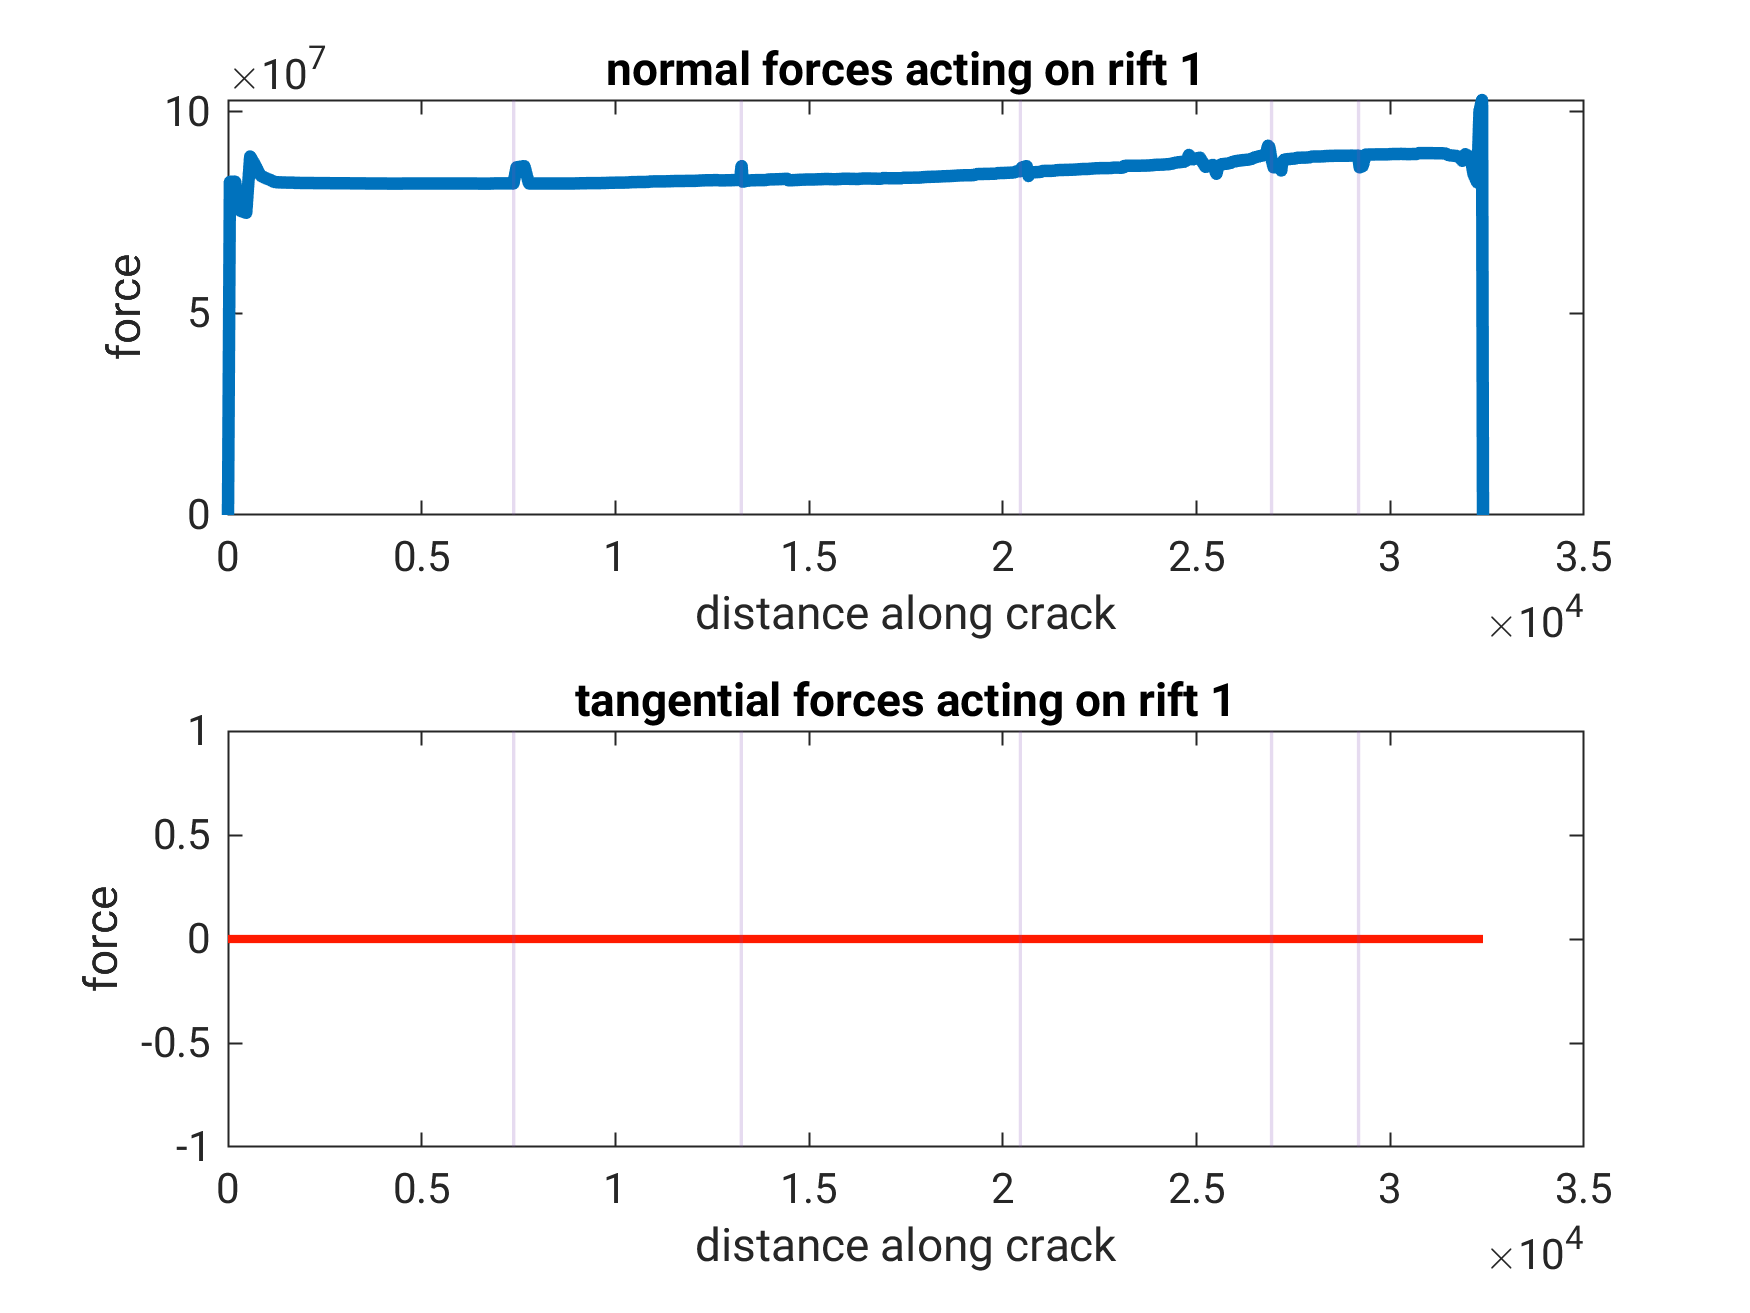 normal forces acting on rift 1
×10^7
10
5
0
force
0 0.5 1 1.5 2 2.5 3 3.5
distance along crack
×10^4
tangential forces acting on rift 1
1
0.5
0
-0.5
-1
force
0 0.5 1 1.5 2 2.5 3 3.5
distance along crack
×10^4